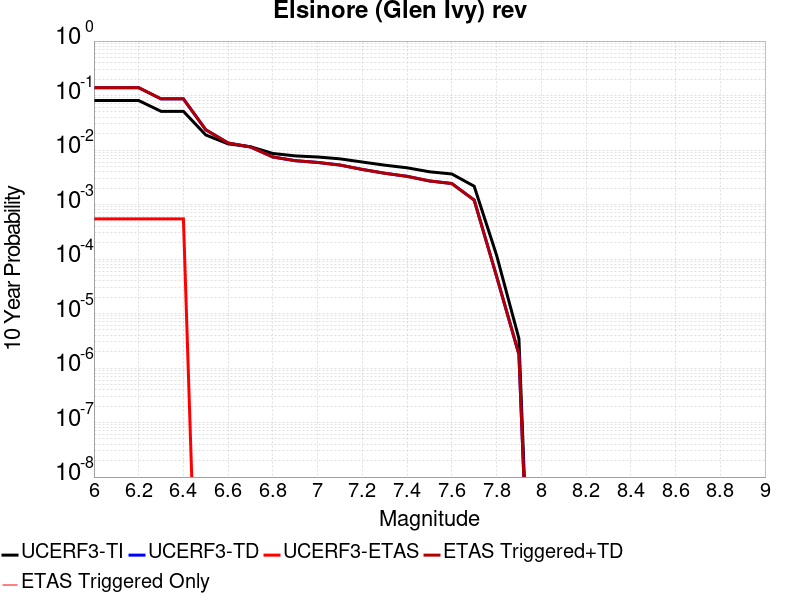 Elsinore (Glen Ivy) rev
10 Year Probability
10^0
10^-1
10^-2
10^-3
10^-4
10^-5
10^-6
10^-7
10^-8
6 6.2 6.4 6.6 6.8 7 7.2 7.4 7.6 7.8 8 8.2 8.4 8.6 8.8 9
Magnitude
UCERF3-TI UCERF3-TD UCERF3-ETAS ETAS Triggered+TD
ETAS Triggered Only